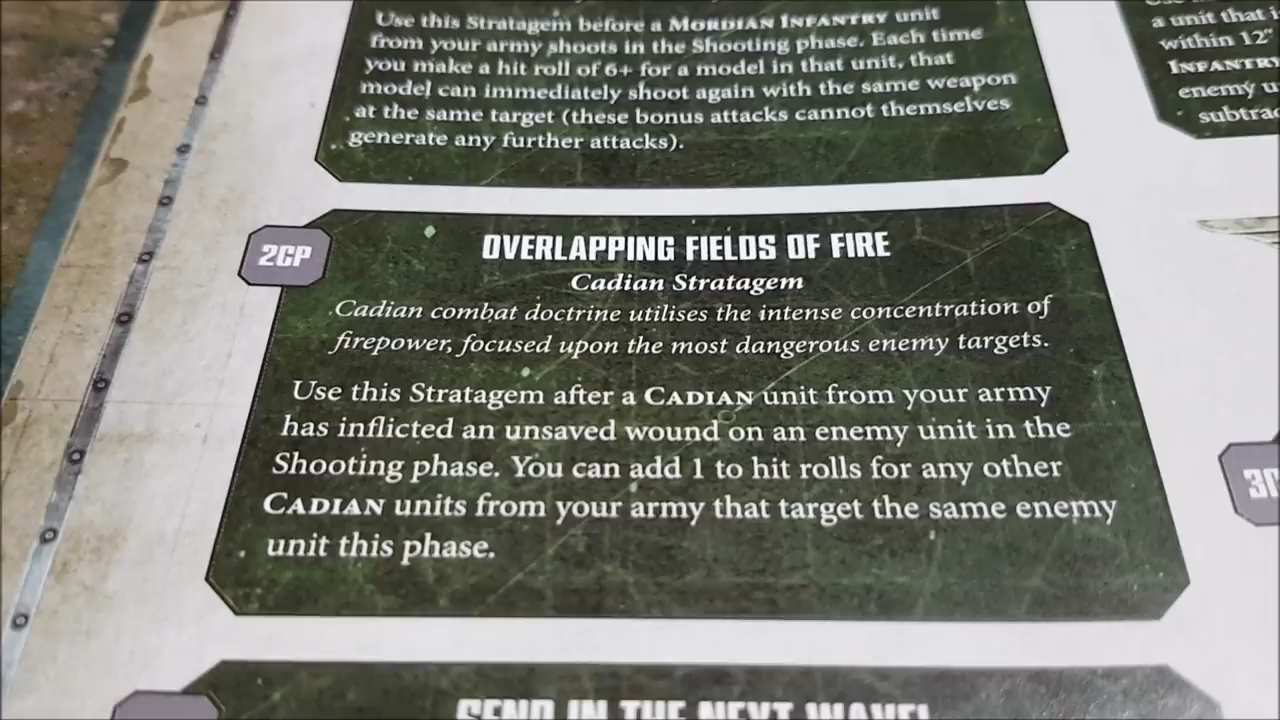 Use this Stratagem before a MORDIAN INFANTRY unit
from your army shoots in the Shooting phase. Each time
you make a hit roll of 6+ for a model in that unit, that
model can immediately shoot again with the same weapon
at the same target (these bonus attacks cannot themselves
generate any further attacks).
a unit that
within 12"
INFANTRY
enemy
2CP
OVERLAPPING FIELDS OF FIRE
Cadian Stratagem
Cadian combat doctrine utilises the intense concentration of
firepower, focused upon the most dangerous enemy targets.
Use this Stratagem after a CADIAN unit from your army
has inflicted an unsaved wound on an enemy unit in the
Shooting phase. You can add 1 to hit rolls for any other
CADIAN units from your army that target the same enemy
unit this phase.
SEND IN THE NEXT WAVE!